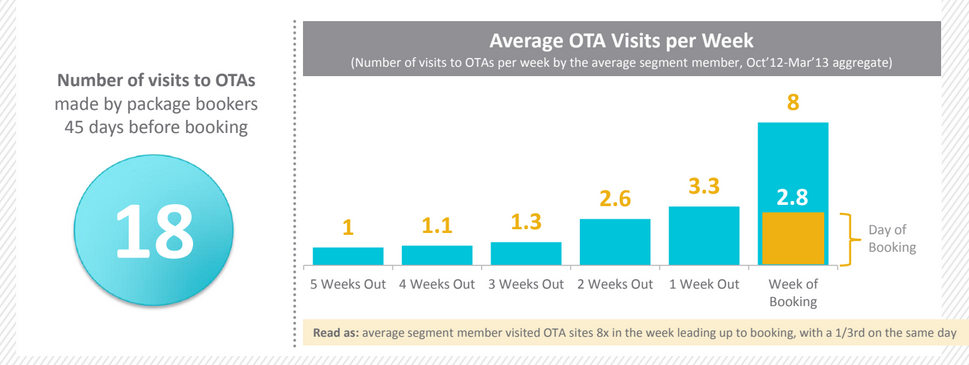 Number of visits to OTAs
made by package bookers
45 days before booking
18
Average OTA Visits per Week
(Number of visits to OTAs per week by the average segment member, Oct'12-Mar'13 aggregate)
1
1.1
1.3
2.6
3.3
8
2.8
Day of
Booking
5 Weeks Out
4 Weeks Out
3 Weeks Out
2 Weeks Out
1 Week Out
Week of
Booking
Read as: average segment member visited OTA sites 8x in the week leading up to booking, with a 1/3rd on the same day